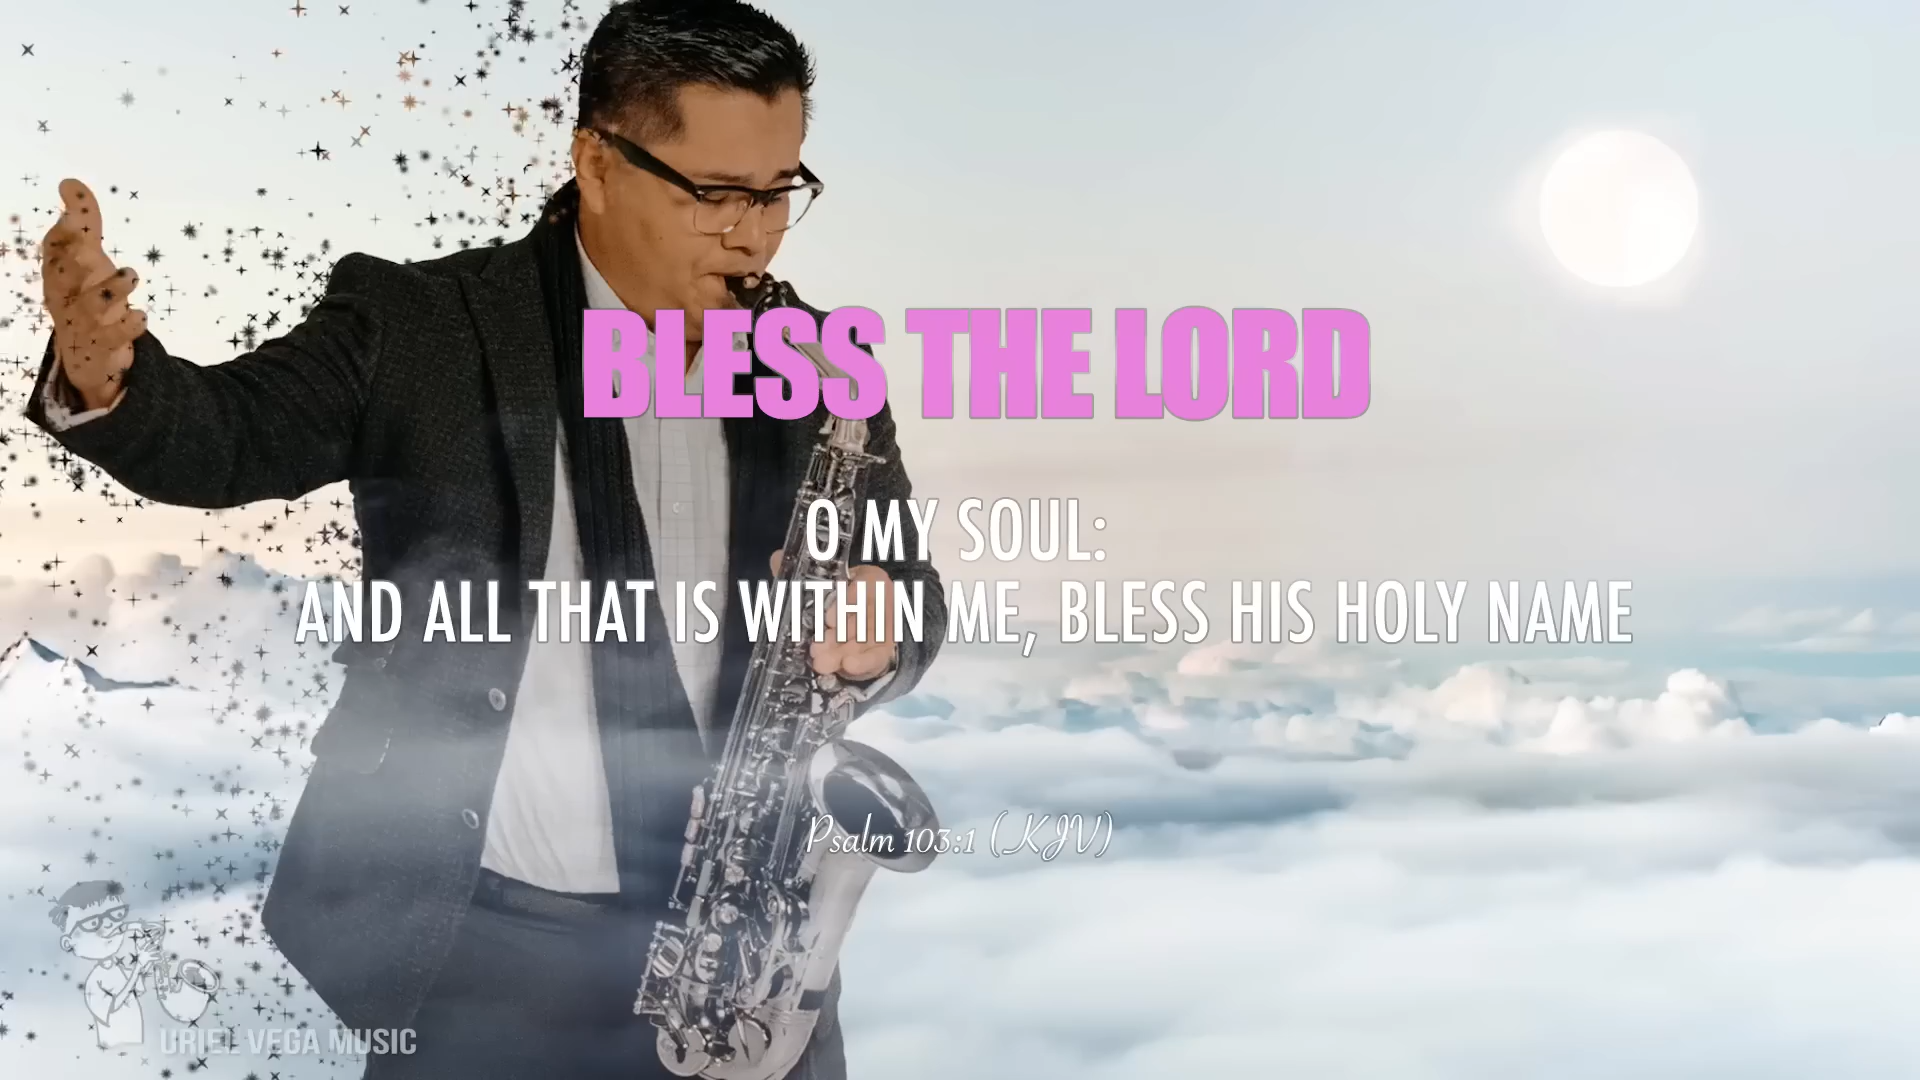 BLESS THE LORD
O MY SOUL:
AND ALL THAT IS WITHIN ME, BLESS HIS HOLY NAME
Psalm 103:1 (KJV)
URIEL VEGA MUSIC